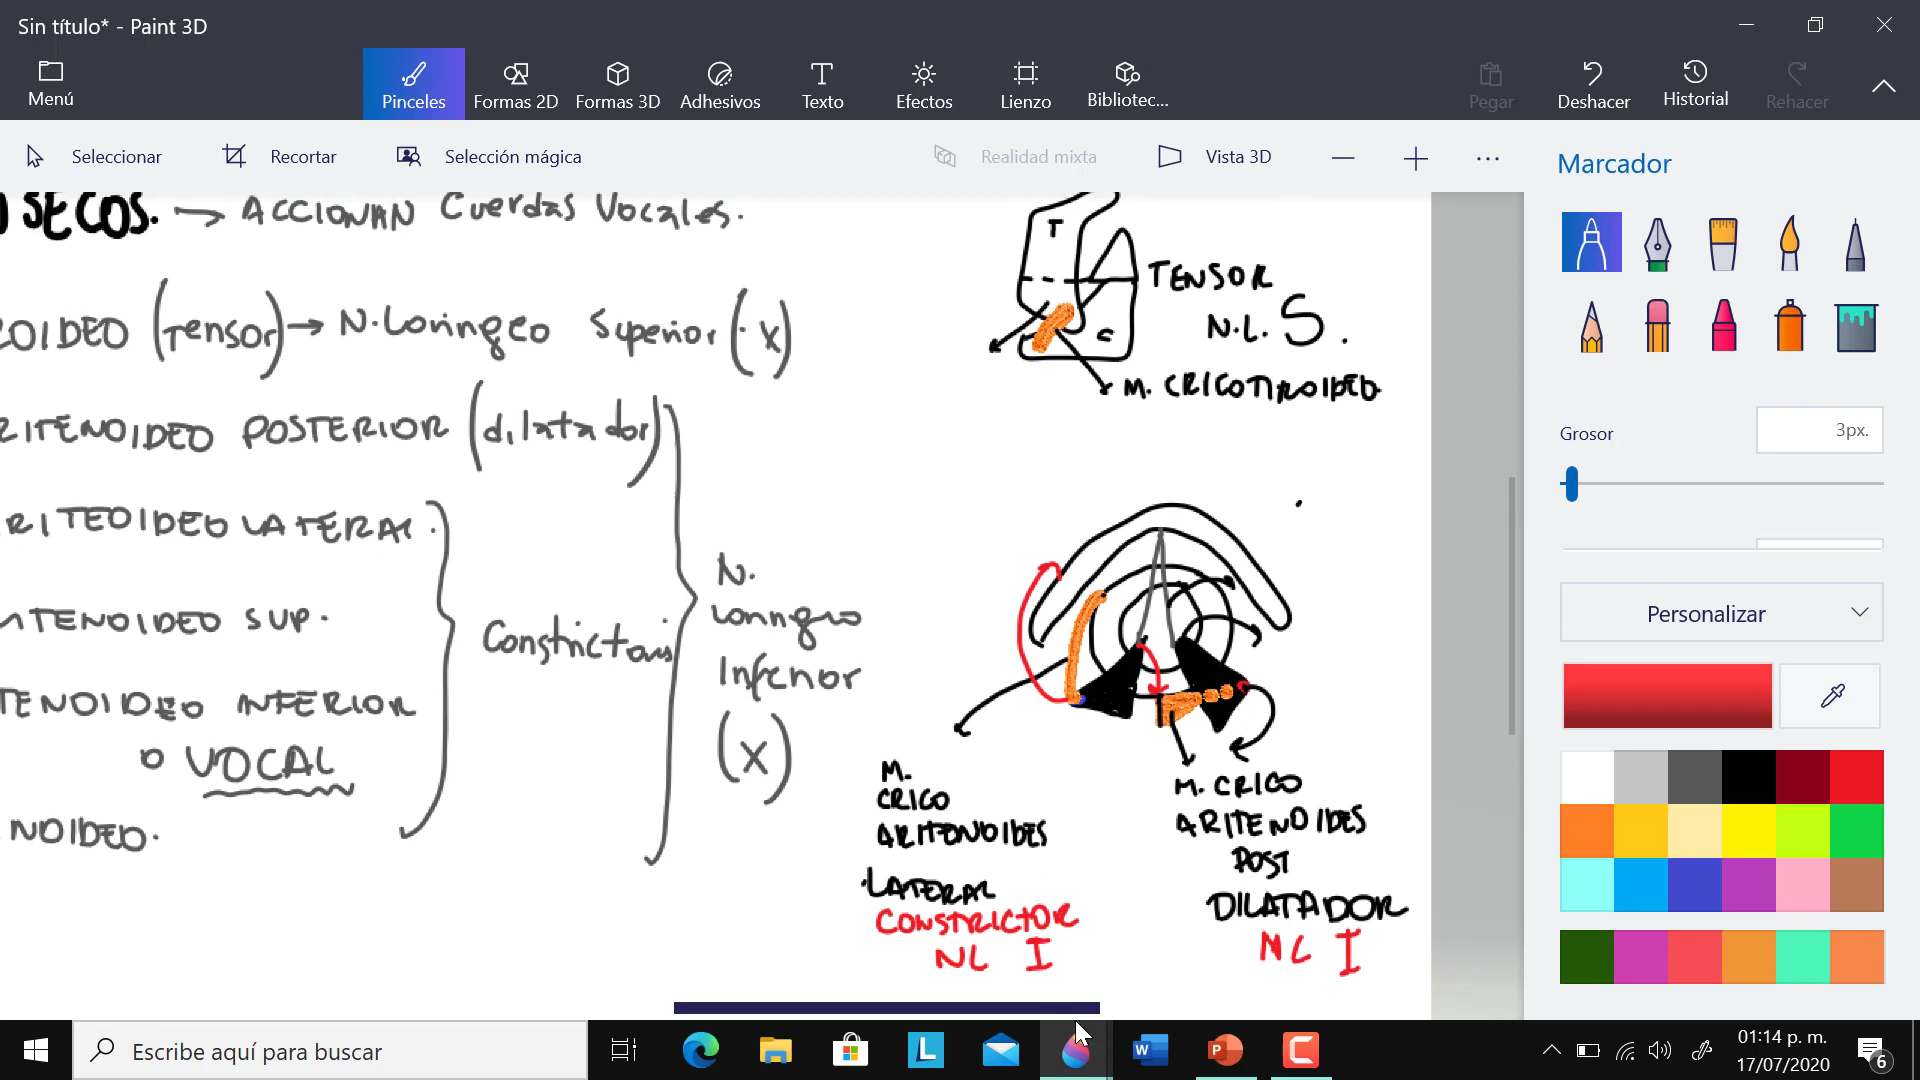 Sin título* - Paint 3D
Menú
Pinceles
Formas 2D
Formas 3D
Adhesivos
Texto
Efectos
Lienzo
Bibliotec...
Pegar
Deshacer
Historial
Rehacer
Seleccionar
Recortar
Selección mágica
Realidad mixta
Vista 3D
Marcador
Grosor
3px.
Personalizar
SECOS. → ACCIONAN Cuerdas Vocales.
OIDEO (Tensor) → N. Laringeo Superior (X)
RITENOIDEO POSTERIOR (dilatador)
RITEOIDEO LATERAL.
TENOIDEO SUP.
TENOIDEO INFERIOR
o VOCAL
NOIDEO.
N.
Inferior
(X)
T
C
TENSOR
N.L. S.
M. CRICOTIROIDEO
M.
CRICO
ARITENOIDES
LATERAL
CONSTRICTOR
NL I
M. CRICO
ARITENOIDES
POST
DILATADOR
NL I
Escribe aquí para buscar
01:14 p. m.
17/07/2020
6